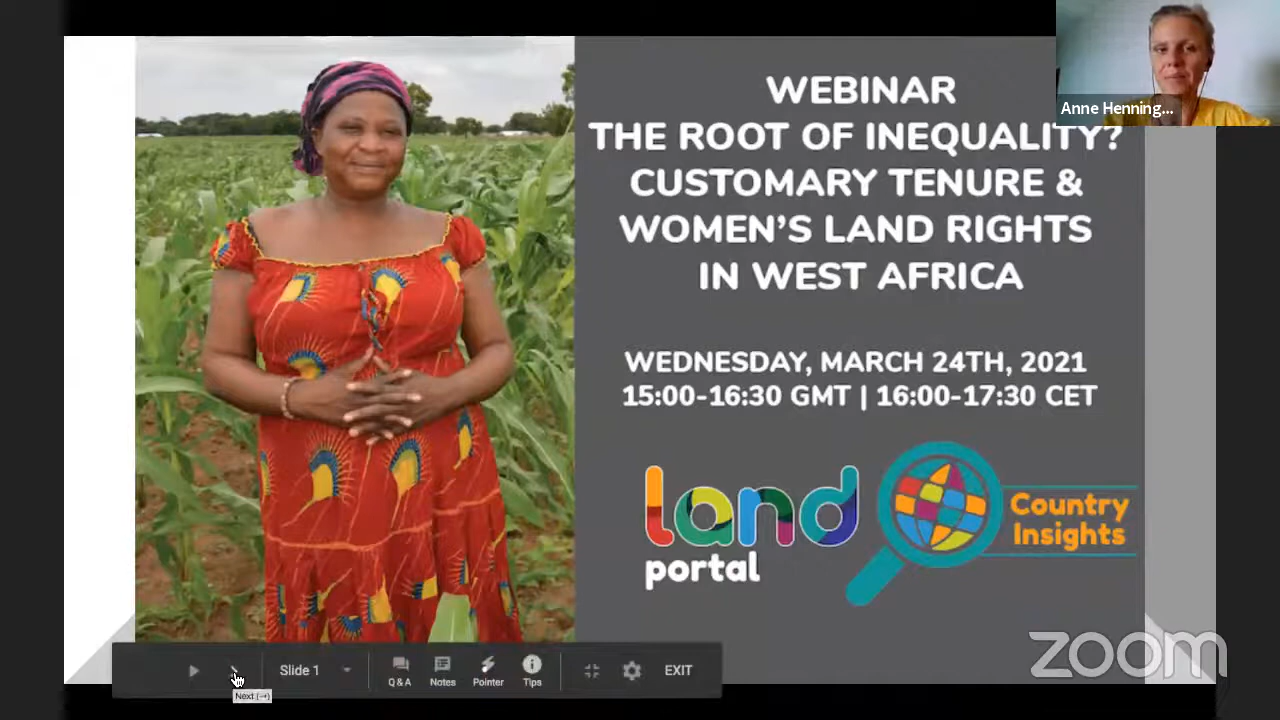 Anne Henning...
WEBINAR
THE ROOT OF INEQUALITY?
CUSTOMARY TENURE &
WOMEN'S LAND RIGHTS
IN WEST AFRICA
WEDNESDAY, MARCH 24TH, 2021
15:00-16:30 GMT | 16:00-17:30 CET
land
portal
Country
Insights
zoom
Slide 1
Q & A
Notes
Pointer
Tips
EXIT
Next (→)